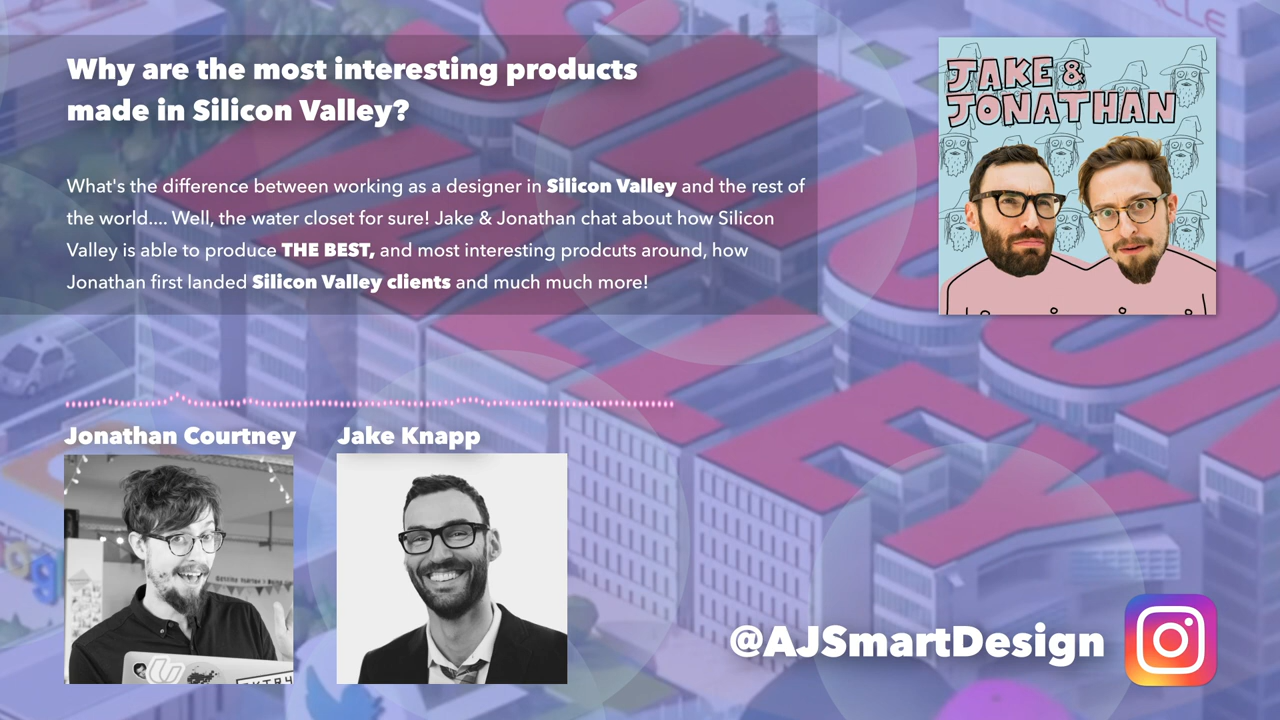 Why are the most interesting products
made in Silicon Valley?
What's the difference between working as a designer in Silicon Valley and the rest of
the world.... Well, the water closet for sure! Jake & Jonathan chat about how Silicon
Valley is able to produce THE BEST, and most interesting prodcuts around, how
Jonathan first landed Silicon Valley clients and much much more!
JAKE &
JONATHAN
Jonathan Courtney
Jake Knapp
@AJSmartDesign
SILICON
VALLEY